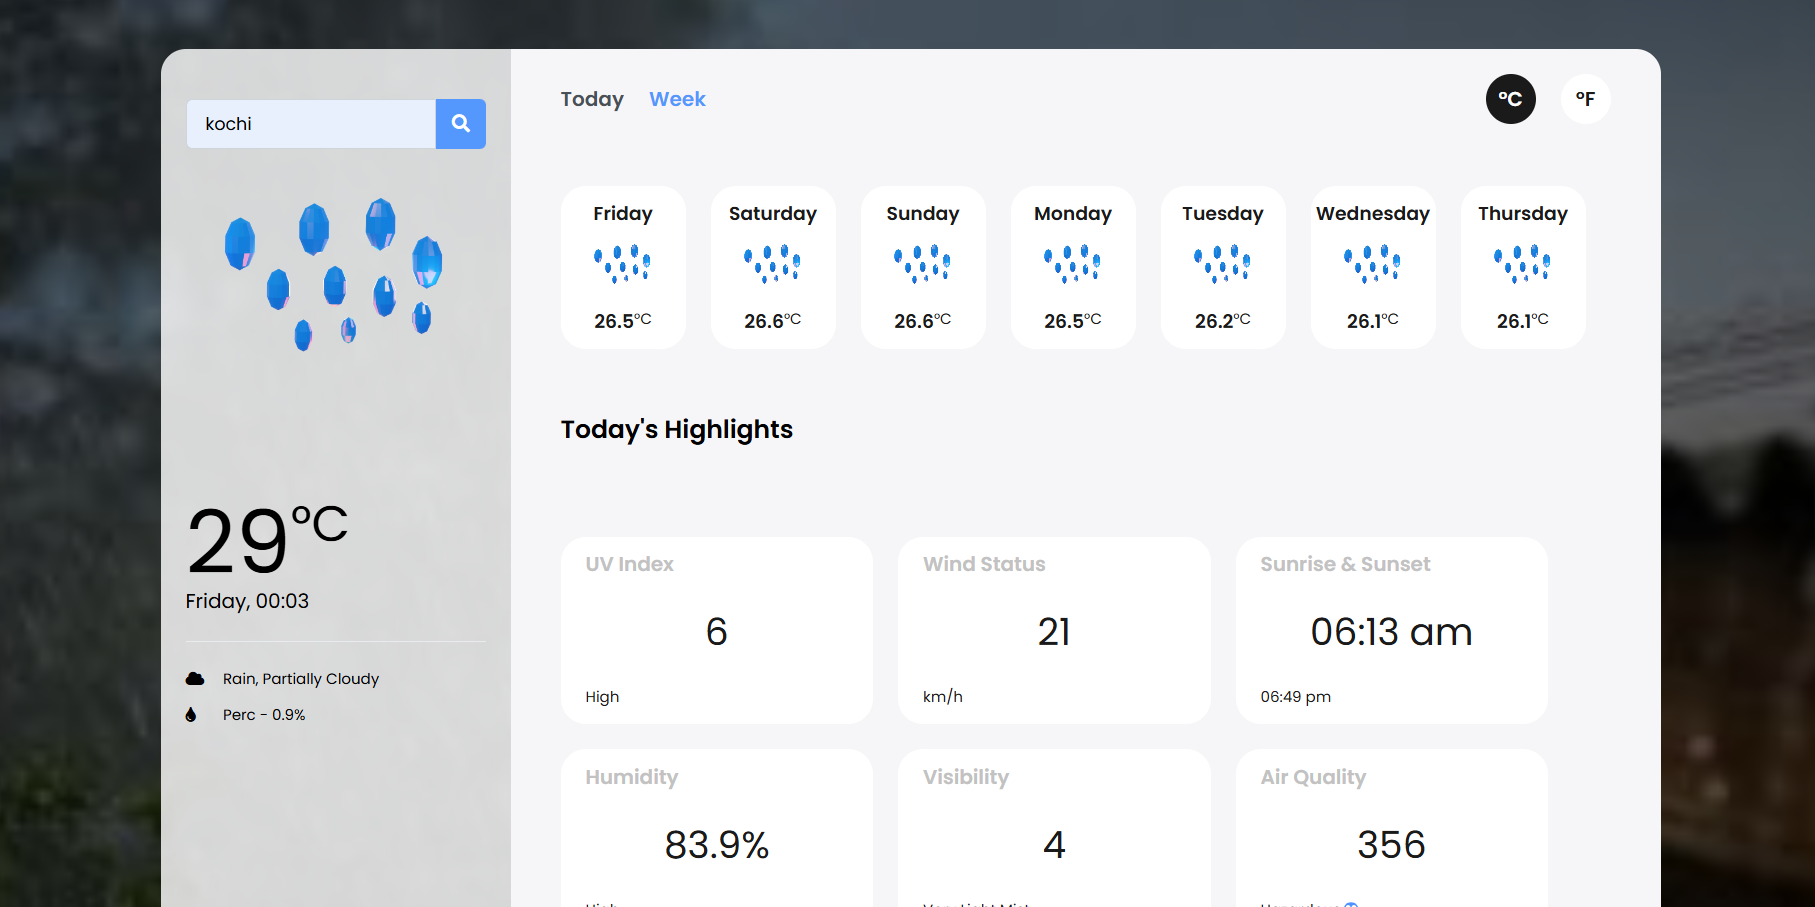 kochi
29°C
Friday, 00:03
Rain, Partially Cloudy
Perc - 0.9%
Today Week
°C °F
Friday Saturday Sunday Monday Tuesday Wednesday Thursday
26.5°C 26.6°C 26.6°C 26.5°C 26.2°C 26.1°C 26.1°C
Today's Highlights
UV Index
6
High
Wind Status
21
km/h
Sunrise & Sunset
06:13 am
06:49 pm
Humidity
83.9%
Visibility
4
Air Quality
356